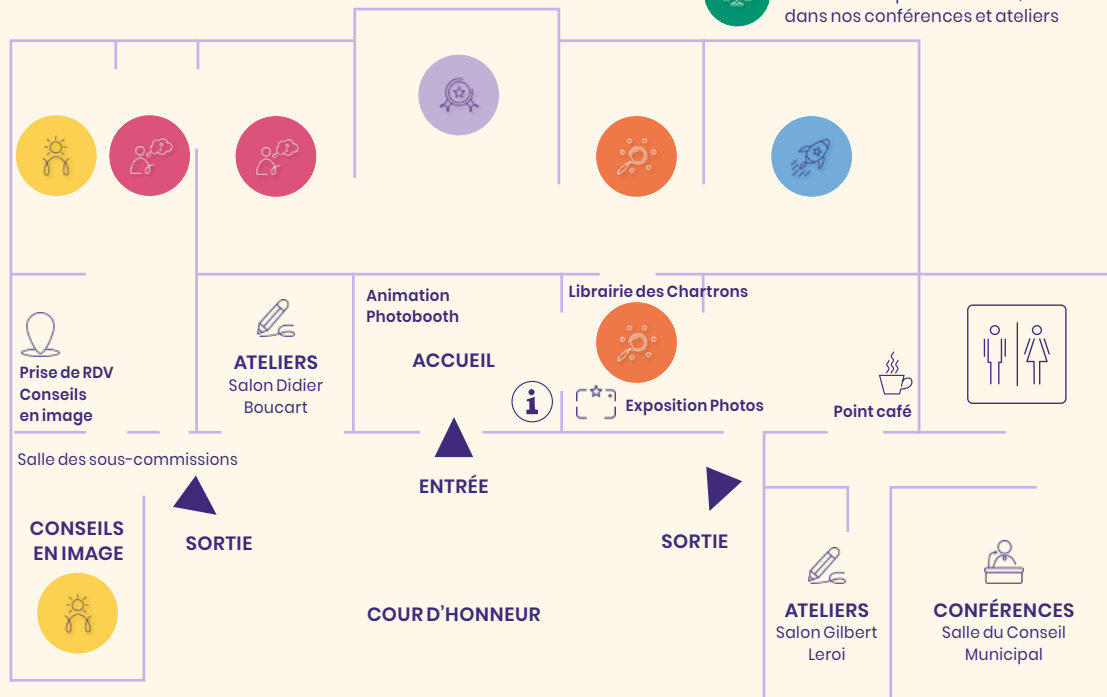 dans nos conférences et ateliers
Animation
Photobooth
Librairie des Chartrons
ACCUEIL
ATELIERS
Salon Didier
Boucart
Prise de RDV
Conseils
en image
i
Exposition Photos
Point café
Salle des sous-commissions
ENTRÉE
CONSEILS
EN IMAGE
SORTIE
SORTIE
COUR D'HONNEUR
ATELIERS
Salon Gilbert
Leroi
CONFÉRENCES
Salle du Conseil
Municipal